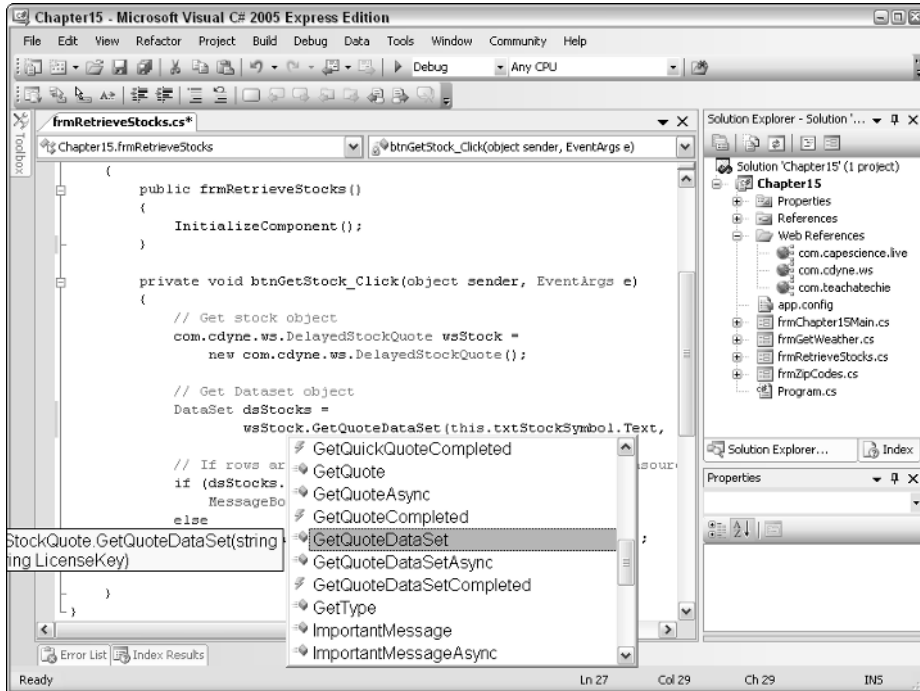 Chapter15 - Microsoft Visual C# 2005 Express Edition
File Edit View Refactor Project Build Debug Data Tools Window Community Help
Debug Any CPU
Toolbox
frmRetrieveStocks.cs*
Chapter15.frmRetrieveStocks
btnGetStock_Click(object sender, EventArgs e)
{
public frmRetrieveStocks()
{
InitializeComponent();
}
private void btnGetStock_Click(object sender, EventArgs e)
{
// Get stock object
com.cdyne.ws.DelayedStockQuote wsStock =
new com.cdyne.ws.DelayedStockQuote();
// Get Dataset object
DataSet dsStocks =
wsStock.GetQuoteDataSet(this.txtStockSymbol.Text,
// If rows ar
if (dsStocks.
MessageBo
else
;
}
}
StockQuote.GetQuoteDataSet(string
ing LicenseKey)
GetQuickQuoteCompleted
GetQuote
GetQuoteAsync
GetQuoteCompleted
GetQuoteDataSet
GetQuoteDataSetAsync
GetQuoteDataSetCompleted
GetType
ImportantMessage
ImportantMessageAsync
Error List Index Results
Solution Explorer - Solution '...
Solution 'Chapter15' (1 project)
Chapter15
Properties
References
Web References
com.capescience.live
com.cdyne.ws
com.teachatechie
app.config
frmChapter15Main.cs
frmGetWeather.cs
frmRetrieveStocks.cs
frmZipCodes.cs
Program.cs
Solution Explorer... Index
Properties
Ready Ln 27 Col 29 Ch 29 INS